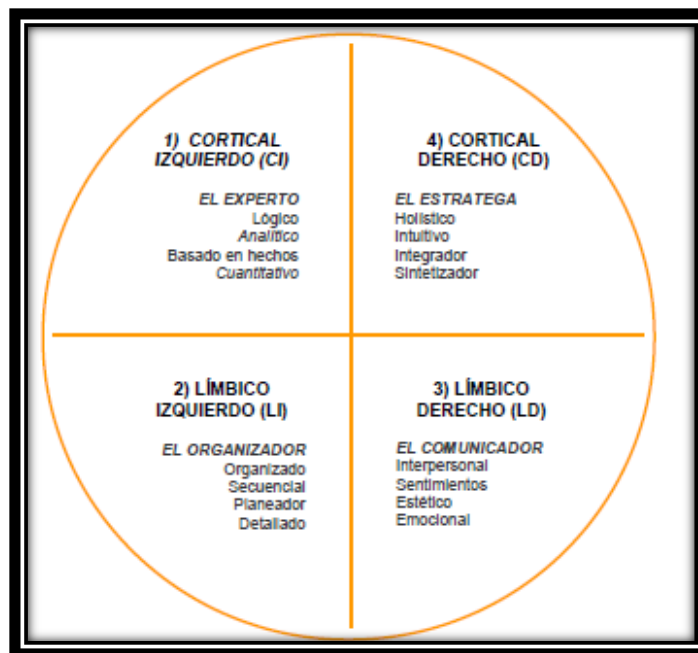 1) CORTICAL
IZQUIERDO (CI)
EL EXPERTO
Lógico
Analítico
Basado en hechos
Cuantitativo
4) CORTICAL
DERECHO (CD)
EL ESTRATEGA
Holístico
Intuitivo
Integrador
Sintetizador
2) LÍMBICO
IZQUIERDO (LI)
EL ORGANIZADOR
Organizado
Secuencial
Planeador
Detallado
3) LÍMBICO
DERECHO (LD)
EL COMUNICADOR
Interpersonal
Sentimientos
Estético
Emocional